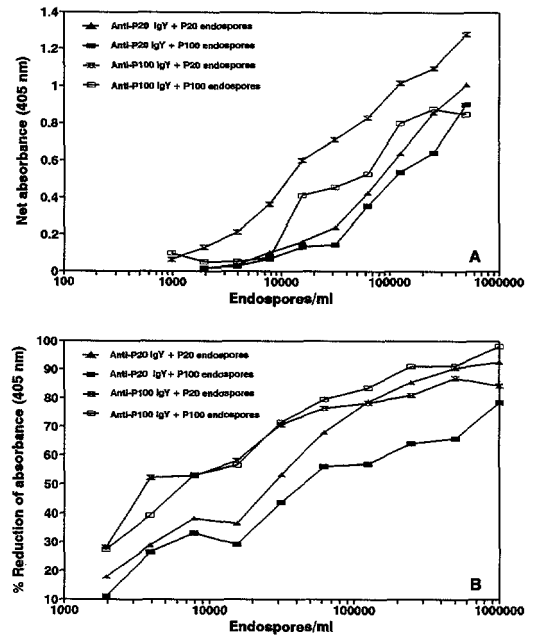 1.4
1.2
1
0.8
0.6
0.4
0.2
0
Net absorbance (405 nm)
Anti-P20 IgY + P20 endospores
Anti-P20 IgY + P100 endospores
Anti-P100 IgY + P20 endospores
Anti-P100 IgY + P100 endospores
A
100
1000
10000
100000
1000000
Endospores/ml
100
90
80
70
60
50
40
30
20
10
% Reduction of absorbance (405 nm)
Anti-P20 IgY + P20 endospores
Anti-P20 IgY + P100 endospores
Anti-P100 IgY + P20 endospores
Anti-P100 IgY + P100 endospores
B
1000
10000
100000
1000000
Endospores/ml